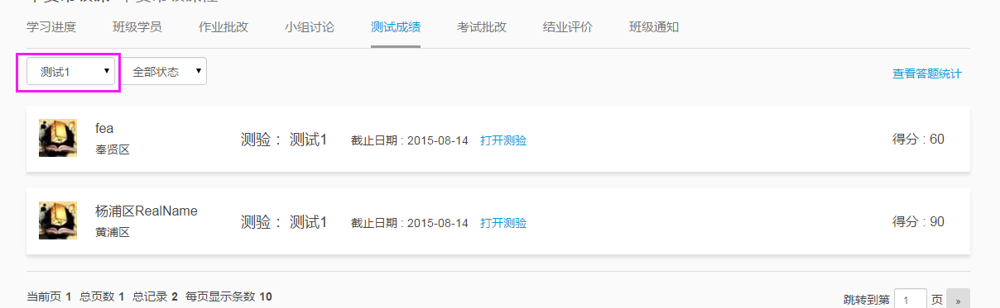 学习进度 班级学员 作业批改 小组讨论 测试成绩 考试批改 结业评价 班级通知
测试1 全部状态 查看答题统计
fea
奉贤区
测验： 测试1 截止日期 : 2015-08-14 打开测验 得分 : 60
杨浦区RealName
黄浦区
测验： 测试1 截止日期 : 2015-08-14 打开测验 得分 : 90
当前页 1 总页数 1 总记录 2 每页显示条数 10 跳转到第 1 页 »